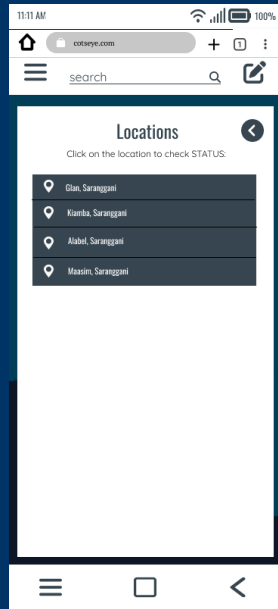 11:11 AM
100%
cotseye.com
1
search
Locations
Click on the location to check STATUS:
Glan, Saranggani
Kiamba, Saranggani
Alabel, Saranggani
Maasim, Saranggani